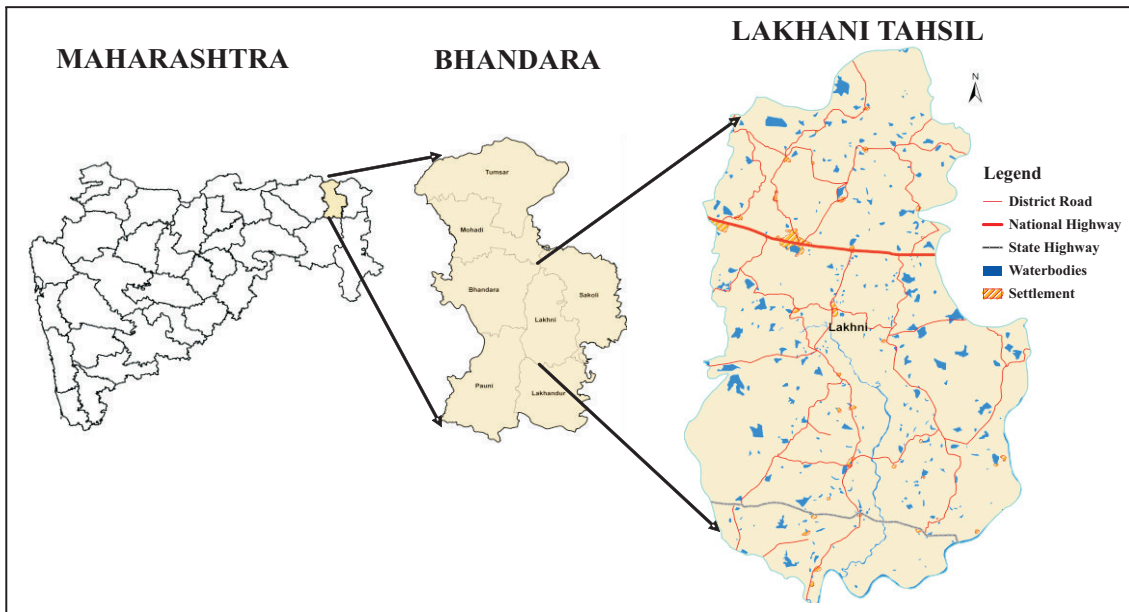 MAHARASHTRA
BHANDARA
LAKHANI TAHSIL
N
Tumsar
Mohadi
Bhandara
Sakoli
Lakhni
Pauni
Lakhandur
Lakhni
Legend
District Road
National Highway
State Highway
Waterbodies
Settlement